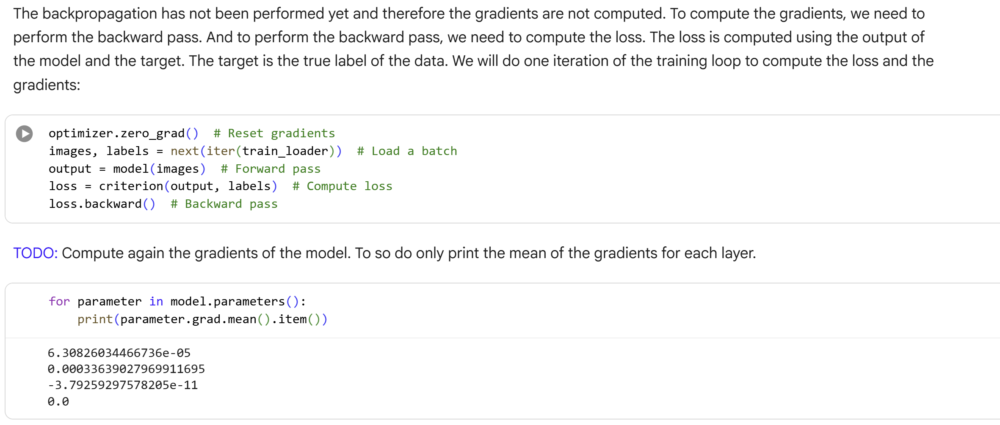 The backpropagation has not been performed yet and therefore the gradients are not computed. To compute the gradients, we need to
perform the backward pass. And to perform the backward pass, we need to compute the loss. The loss is computed using the output of
the model and the target. The target is the true label of the data. We will do one iteration of the training loop to compute the loss and the
gradients:
optimizer.zero_grad()  # Reset gradients
images, labels = next(iter(train_loader))  # Load a batch
output = model(images)  # Forward pass
loss = criterion(output, labels)  # Compute loss
loss.backward()  # Backward pass
TODO: Compute again the gradients of the model. To so do only print the mean of the gradients for each layer.
for parameter in model.parameters():
    print(parameter.grad.mean().item())
6.30826034466736e-05
0.00033639027969911695
-3.79259297578205e-11
0.0